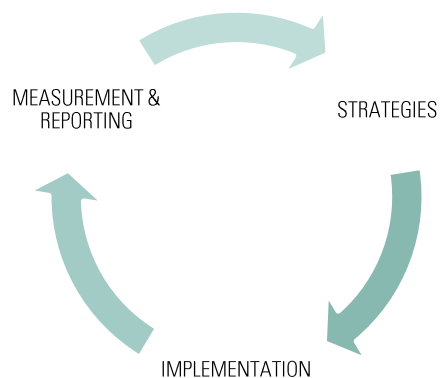 MEASUREMENT &
REPORTING
STRATEGIES
IMPLEMENTATION